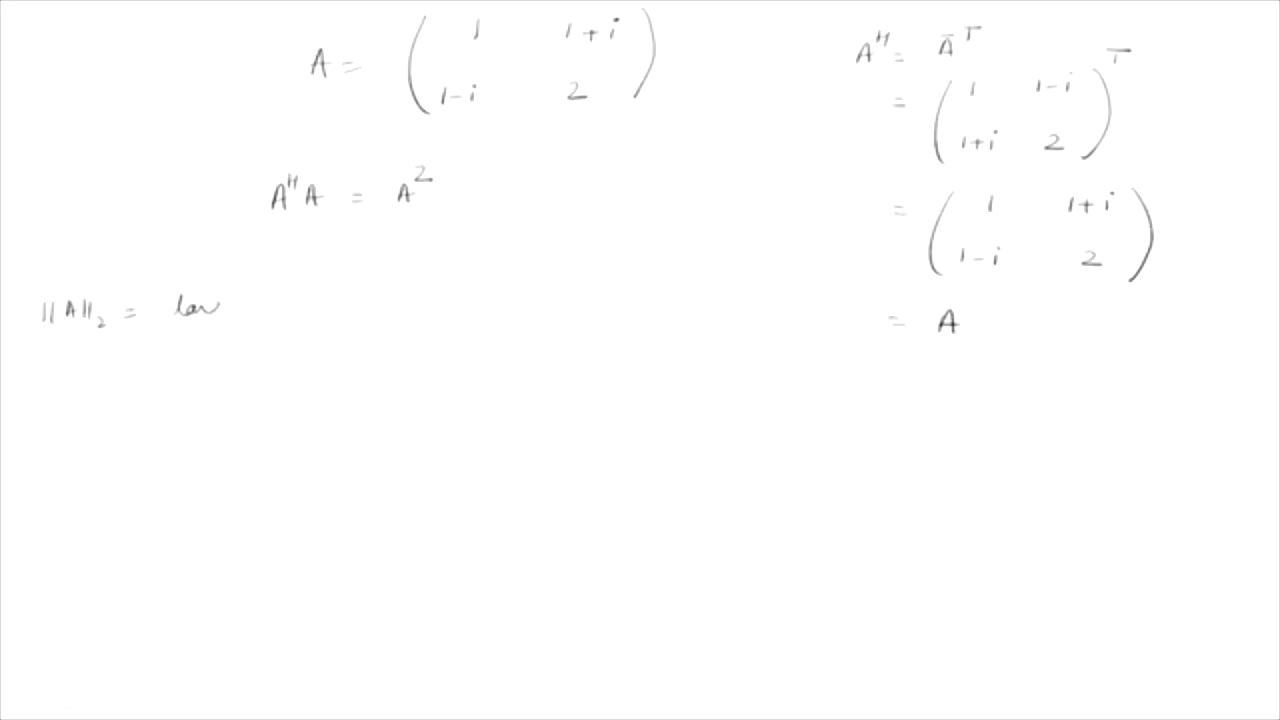 A = ( 1 1+i
1-i 2 )
A^H A = A^2
||A||_2 =
A^H = Ā^T
= ( 1 1-i
1+i 2 )^T
= ( 1 1+i
1-i 2 )
= A